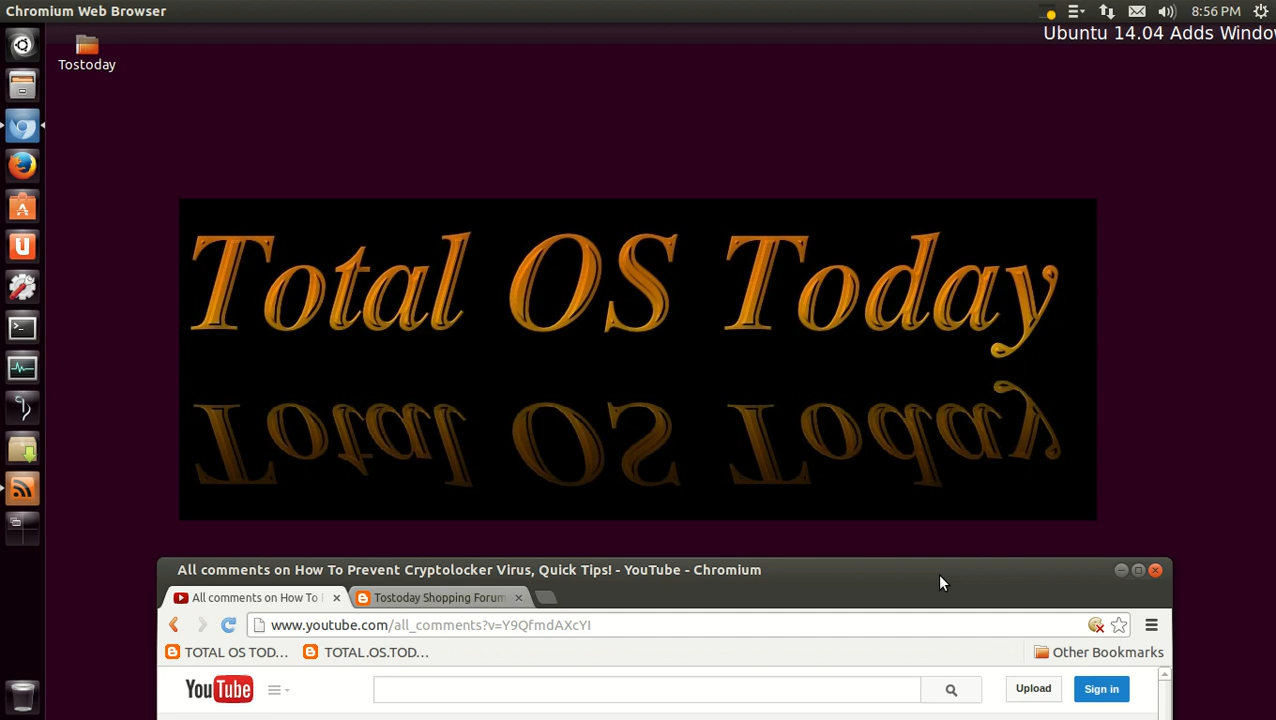 Chromium Web Browser
8:56 PM
Ubuntu 14.04 Adds Windo
Tostoday
Total OS Today
Total OS Today
All comments on How To Prevent Cryptolocker Virus, Quick Tips! - YouTube - Chromium
All comments on How To
Tostoday Shopping Forum
www.youtube.com/all_comments?v=Y9QfmdAXcYI
TOTAL OS TOD...
TOTAL.OS.TOD...
Other Bookmarks
YouTube
Upload
Sign in